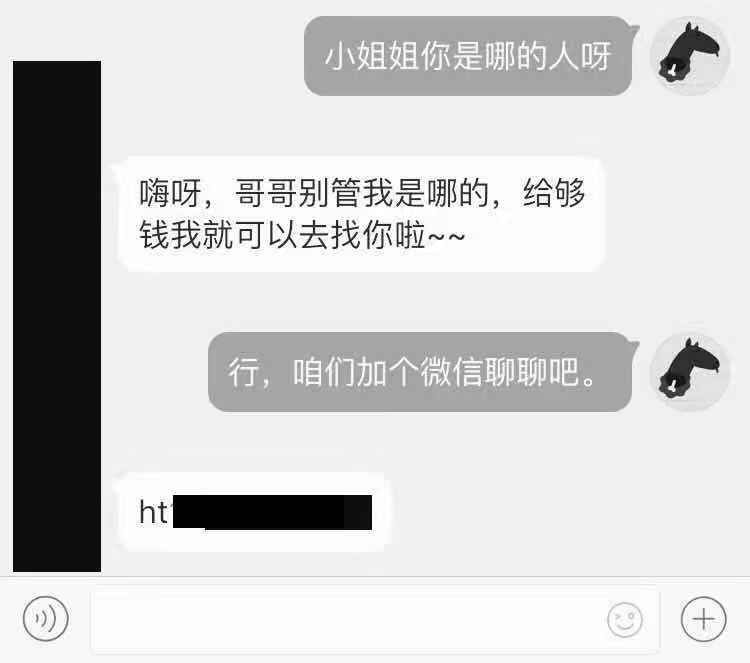 小姐姐你是哪的人呀
嗨呀，哥哥别管我是哪的，给够
钱我就可以去找你啦~~
行，咱们加个微信聊聊吧。
ht